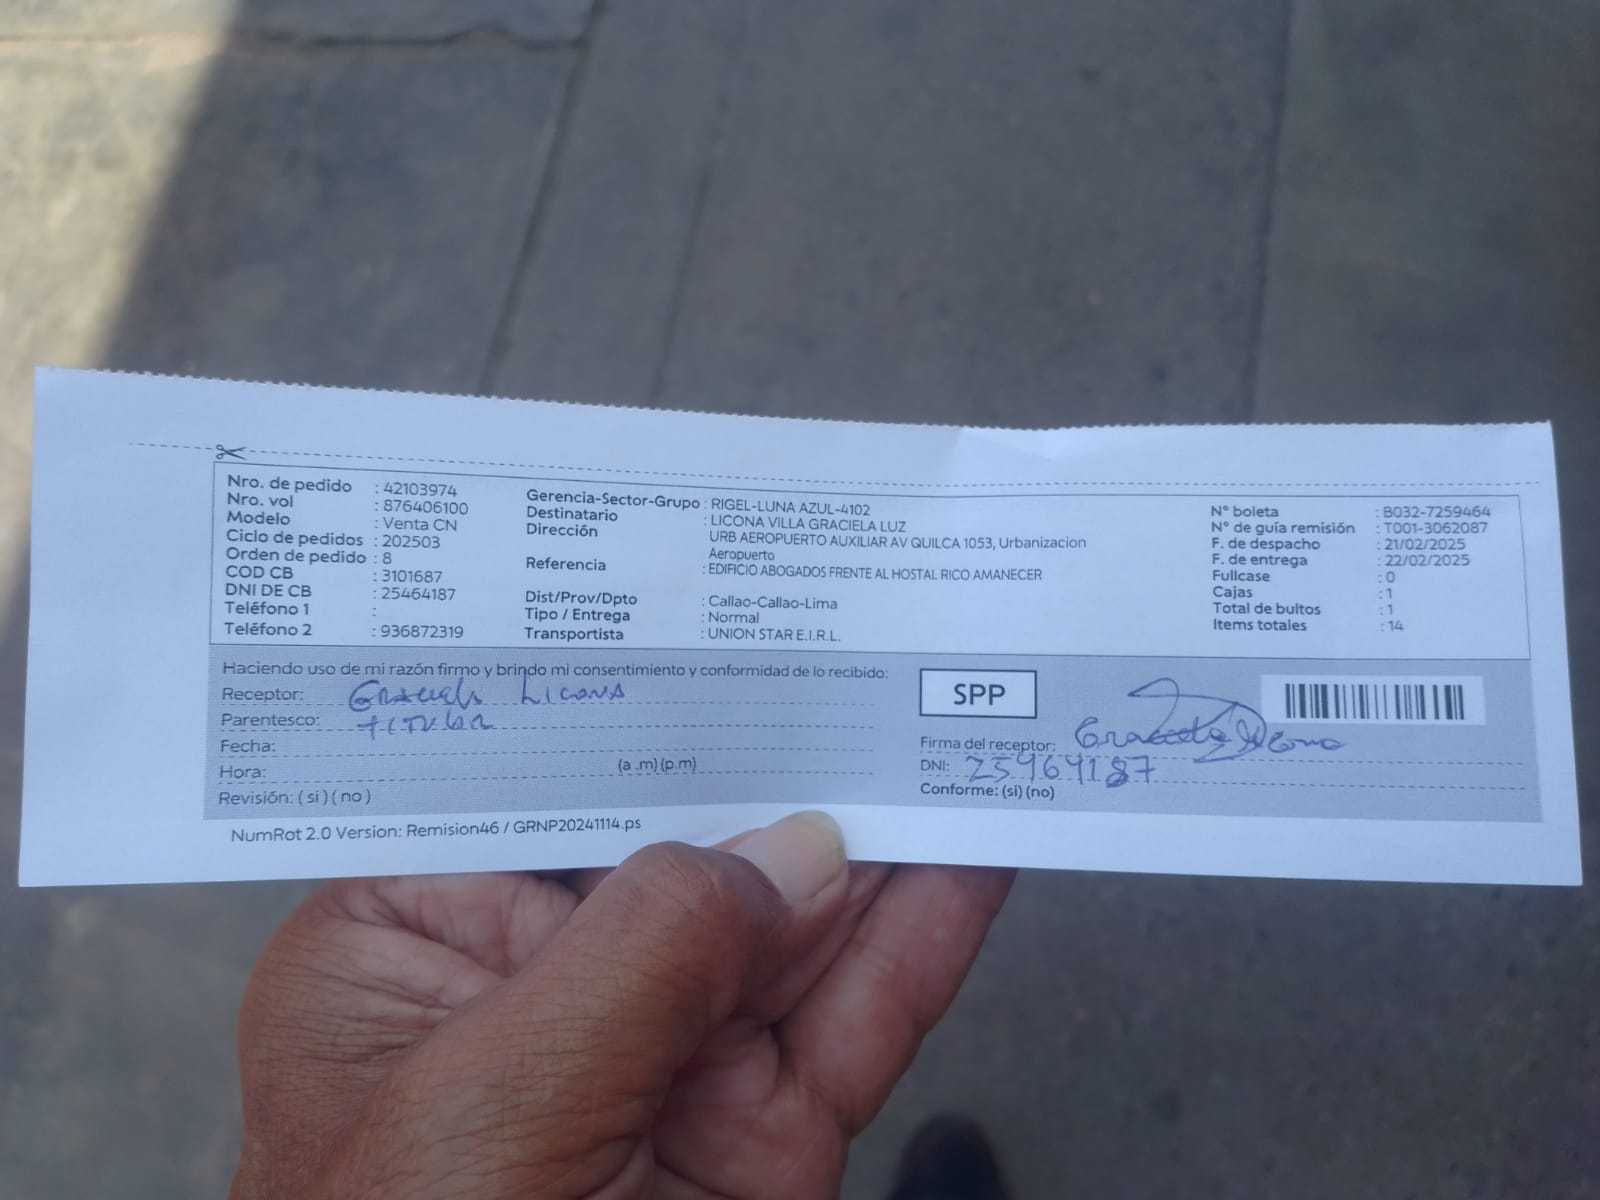 Nro. de pedido : 42103974
Nro. vol : 876406100
Modelo : Venta CN
Ciclo de pedidos : 202503
Orden de pedido : 8
COD CB : 3101687
DNI DE CB : 25464187
Teléfono 1 :
Teléfono 2 : 936872319
Gerencia-Sector-Grupo : RIGEL-LUNA AZUL-4102
Destinatario : LICONA VILLA GRACIELA LUZ
Dirección URB AEROPUERTO AUXILIAR AV QUILCA 1053, Urbanizacion
Aeropuerto
Referencia : EDIFICIO ABOGADOS FRENTE AL HOSTAL RICO AMANECER
Dist/Prov/Dpto : Callao-Callao-Lima
Tipo / Entrega : Normal
Transportista : UNION STAR E.I.R.L.
N° boleta : B032-7259464
N° de guía remisión : T001-3062087
F. de despacho : 21/02/2025
F. de entrega : 22/02/2025
Fullcase : 0
Cajas : 1
Total de bultos : 1
Items totales : 14
Haciendo uso de mi razón firmo y brindo mi consentimiento y conformidad de lo recibido:
Receptor: Graciela Licona
Parentesco: titular
Fecha:
Hora: (a .m) (p.m)
Revisión: ( si ) ( no )
SPP
Firma del receptor: Graciela Licona
DNI: 25464187
Conforme: (si) (no)
NumRot 2.0 Version: Remision46 / GRNP20241114.ps